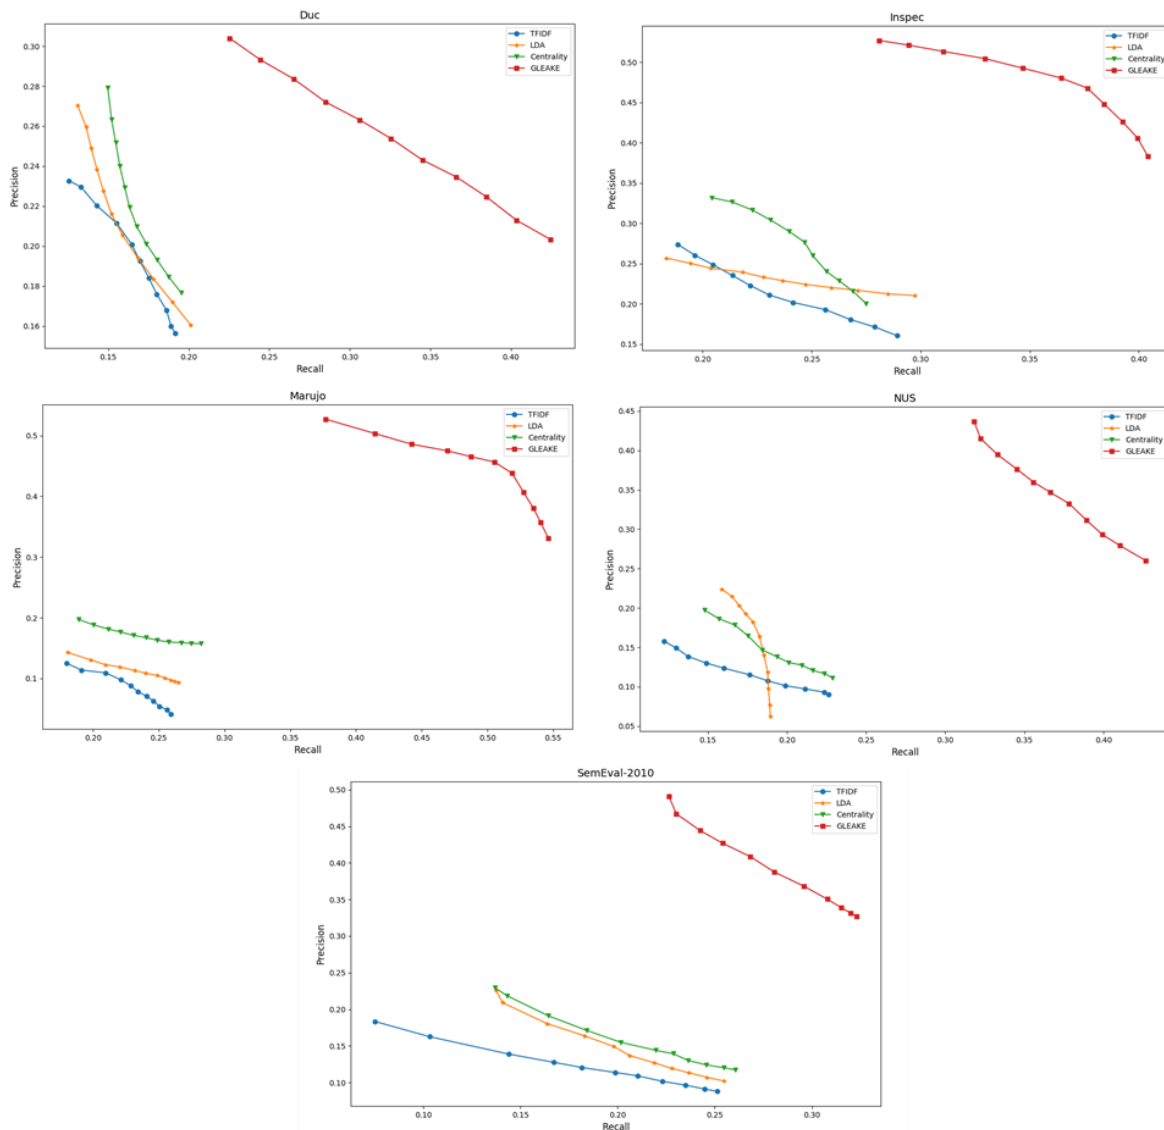 Duc
TFIDF
LDA
Centrality
GLEAKE
Precision
0.30
0.28
0.26
0.24
0.22
0.20
0.18
0.16
0.15
0.20
0.25
0.30
0.35
0.40
Recall
Inspec
TFIDF
LDA
Centrality
GLEAKE
Precision
0.50
0.45
0.40
0.35
0.30
0.25
0.20
0.15
0.20
0.25
0.30
0.35
0.40
Recall
Marujo
TFIDF
LDA
Centrality
GLEAKE
Precision
0.5
0.4
0.3
0.2
0.1
0.20
0.25
0.30
0.35
0.40
0.45
0.50
0.55
Recall
NUS
TFIDF
LDA
Centrality
GLEAKE
Precision
0.45
0.40
0.35
0.30
0.25
0.20
0.15
0.10
0.05
0.15
0.20
0.25
0.30
0.35
0.40
Recall
SemEval-2010
TFIDF
LDA
Centrality
GLEAKE
Precision
0.50
0.45
0.40
0.35
0.30
0.25
0.20
0.15
0.10
0.10
0.15
0.20
0.25
0.30
Recall